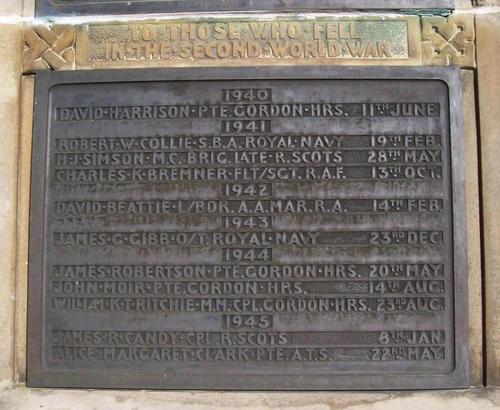 TO THOSE WHO FELL
IN THE SECOND WORLD WAR
1940
DAVID·HARRISON·PTE.GORDON·HRS. 11TH JUNE
1941
ROBERT·W·COLLIE·S.B.A. ROYAL·NAVY 19TH FEB.
H·J·SIMSON·M.C. BRIG. LATE·R.SCOTS 28TH MAY
CHARLES·K·BREMNER·FLT/SGT. R.A.F. 13TH OCT.
1942
DAVID·BEATTIE·L/BDR. A.A.MAR.R.A. 14TH FEB.
1943
JAMES·G·GIBB·O/T·ROYAL·NAVY 23RD DEC.
1944
JAMES·ROBERTSON·PTE.GORDON·HRS. 20TH MAY
JOHN·MOIR·PTE.GORDON·HRS. 14TH AUG.
WILLIAM·K·T·RITCHIE·M.M. CPL.GORDON·HRS. 23RD AUG.
1945
JAMES·R·CANDY·CPL.R.SCOTS 8TH JAN.
ALICE·MARGARET·CLARK·PTE.A.T.S. 22ND MAY